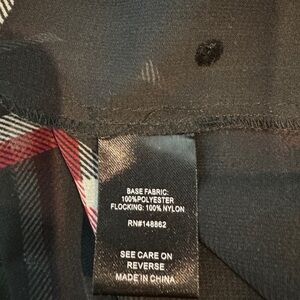 BASE FABRIC:
100%POLYESTER
FLOCKING: 100% NYLON
RN#148862
SEE CARE ON
REVERSE
MADE IN CHINA